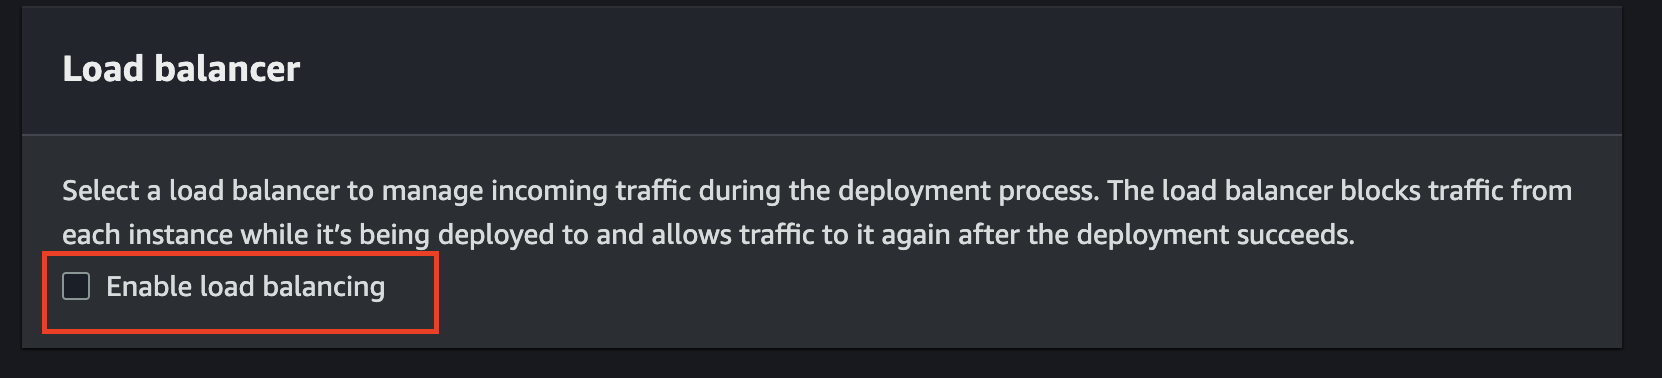 Load balancer
Select a load balancer to manage incoming traffic during the deployment process. The load balancer blocks traffic from
each instance while it’s being deployed to and allows traffic to it again after the deployment succeeds.
Enable load balancing